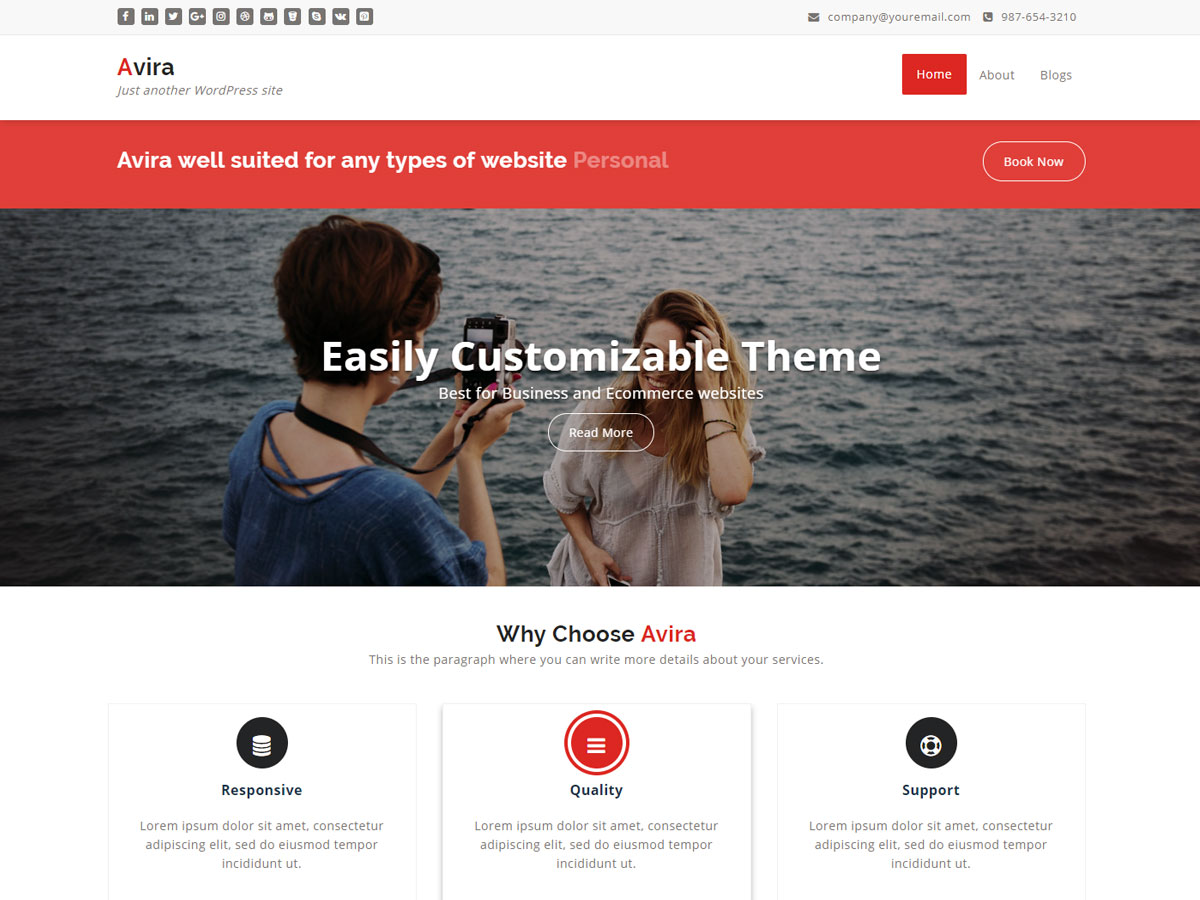 company@youremail.com 987-654-3210
Avira
Just another WordPress site
Home About Blogs
Avira well suited for any types of website Personal
Book Now
Easily Customizable Theme
Best for Business and Ecommerce websites
Read More
Why Choose Avira
This is the paragraph where you can write more details about your services.
Responsive
Lorem ipsum dolor sit amet, consectetur
adipiscing elit, sed do eiusmod tempor
incididunt ut.
Quality
Lorem ipsum dolor sit amet, consectetur
adipiscing elit, sed do eiusmod tempor
incididunt ut.
Support
Lorem ipsum dolor sit amet, consectetur
adipiscing elit, sed do eiusmod tempor
incididunt ut.